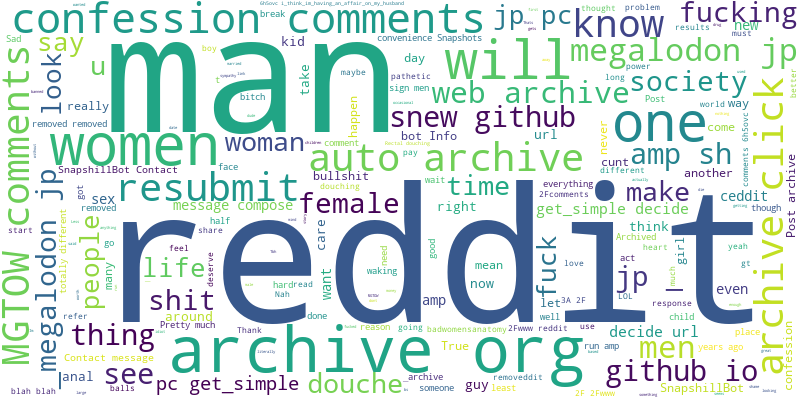 6h5ovc i_think_im_having_an_affair_on_my_husband
confession comments
jp pc
know
fucking
thought
problem
break
convenience Snapshots
results
new
must
Sad
say
kid
boy
man
will
megalodon jp
u
take
day
maybe
pathetic
long
power
look
really
bitch
sign men
web archive
Post
society
world
way
better
removed removed
women
woman
happen
snew github
one
never
come
comments 6h5ovc
comments
bot Info
url
comment
auto archive
amp sh
different
SnapshillBot Contact
face
bullshit
pay
cunt
another
archive click
Post archive
got
sex
douching
wait
everything
removed
resubmit
female
time
2Fcomments
make
ceddit
though
start
message compose
right
get_simple decide
MGTOW
megalodon jp
people
half
share
care
good
think
Archived
heart
girl
yeah
go
many
life
feel
deserve
want
need
waking
mean
now
fuck
love
act
much
gt
totally different
reddit
shit
hard
read
Nah
amp
let
3A 2F
LOL
jp
even
refer
around
done
well
response
child
Pretty much
Thank
reason
going
badwomensanatomy
2Fwww reddit
use
decide url
place
thing
True
men
years ago
Contact message
run amp
confession
see
anal
archive org
github io
pc get_simple
douche
archive
guy
someone
removeddit
least
2F 2Fwww
SnapshillBot
blah blah
balls